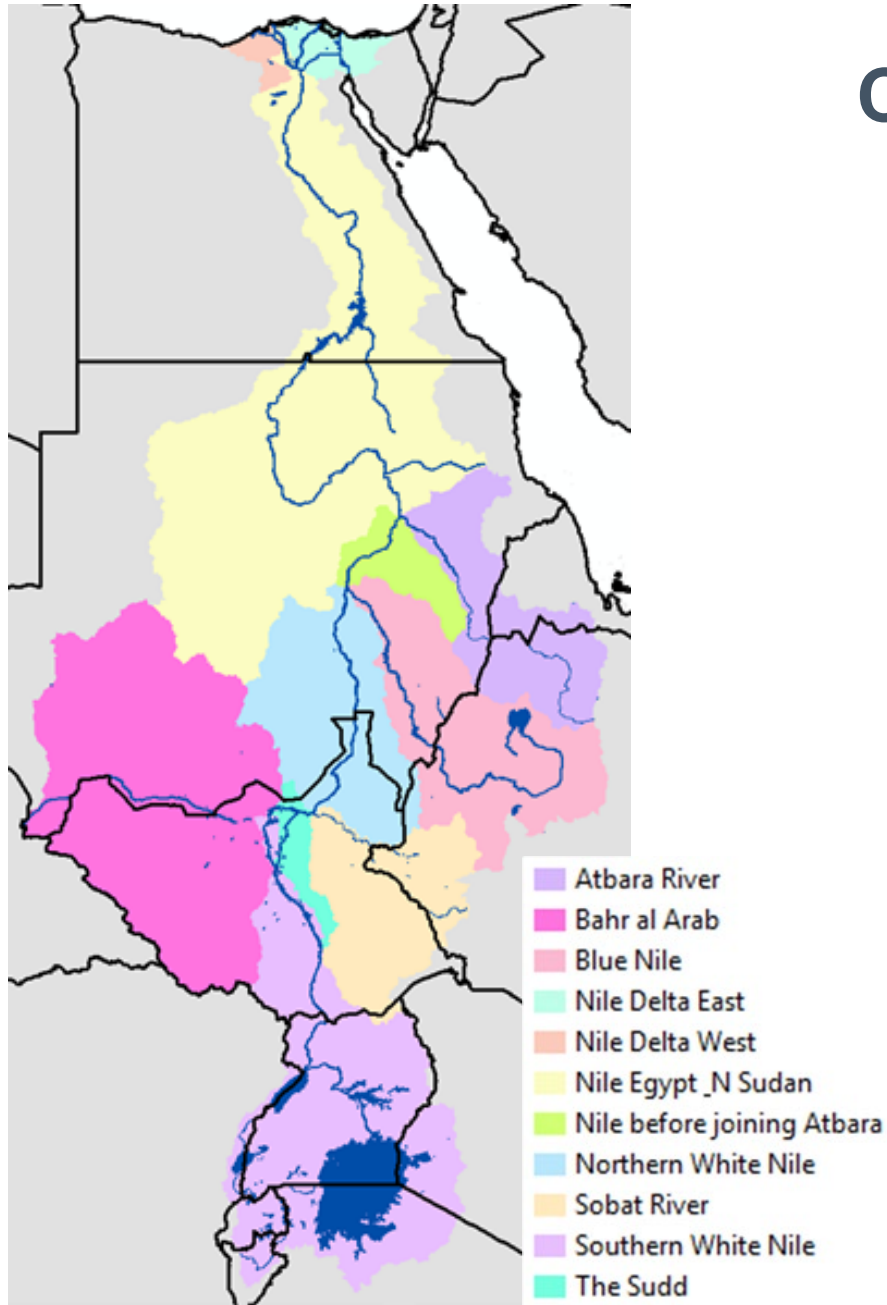 C
Atbara River
Bahr al Arab
Blue Nile
Nile Delta East
Nile Delta West
Nile Egypt _N Sudan
Nile before joining Atbara
Northern White Nile
Sobat River
Southern White Nile
The Sudd